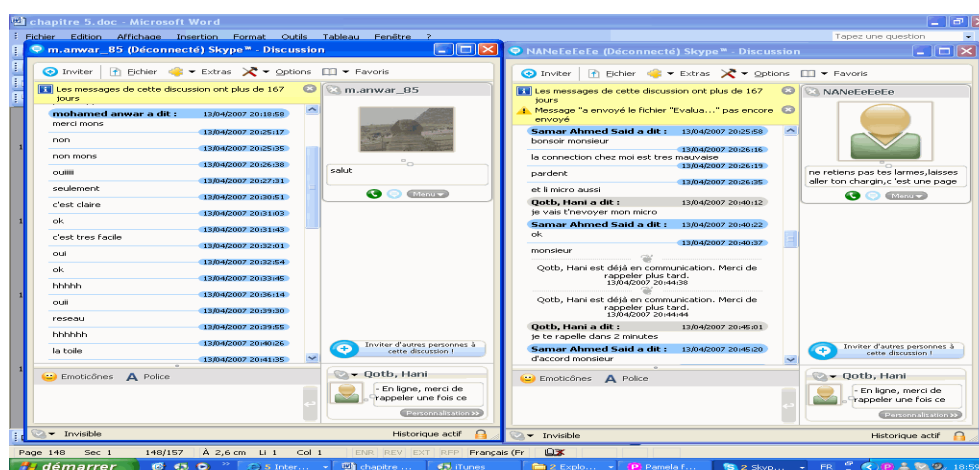 chapitre 5.doc - Microsoft Word
Fichier Edition Affichage Insertion Format Outils Tableau Fenêtre ?
Tapez une question
m.anwar_85 (Déconnecté) Skype™ - Discussion
Inviter Fichier Extras Options Favoris
Les messages de cette discussion ont plus de 167
jours
mohamed anwar a dit : 13/04/2007 20:18:58
merci mons
13/04/2007 20:25:17
non
13/04/2007 20:25:35
non mons
13/04/2007 20:26:38
ouiiiii
13/04/2007 20:27:31
seulement
13/04/2007 20:30:51
c'est claire
13/04/2007 20:31:03
ok
13/04/2007 20:31:43
c'est tres facile
13/04/2007 20:32:01
oui
13/04/2007 20:32:54
ok
13/04/2007 20:33:45
hhhhh
13/04/2007 20:36:14
ouii
13/04/2007 20:39:30
reseau
13/04/2007 20:39:55
hhhhhh
13/04/2007 20:40:26
la toile
13/04/2007 20:41:35
m.anwar_85
salut
Menu
Inviter d'autres personnes à
cette discussion !
Emoticônes Police
Qotb, Hani
- En ligne, merci de
rappeler une fois ce
Personnalisation >>
Invisible
Historique actif
NANeEeEeEe (Déconnecté) Skype™ - Discussion
Inviter Fichier Extras Options Favoris
Les messages de cette discussion ont plus de 167
jours
Message "a envoyé le fichier "Evalua..." pas encore
envoyé
Samar Ahmed Said a dit : 13/04/2007 20:25:58
bonsoir monsieur
13/04/2007 20:26:16
la connection chez moi est tres mauvaise
13/04/2007 20:26:19
pardent
13/04/2007 20:26:35
et li micro aussi
Qotb, Hani a dit : 13/04/2007 20:40:12
je vais t'nevoyer mon micro
Samar Ahmed Said a dit : 13/04/2007 20:40:22
ok
13/04/2007 20:40:37
monsieur
Qotb, Hani est déjà en communication. Merci de
rappeler plus tard.
13/04/2007 20:44:38
Qotb, Hani est déjà en communication. Merci de
rappeler plus tard.
13/04/2007 20:44:44
Qotb, Hani a dit : 13/04/2007 20:45:01
je te rapelle dans 2 minutes
Samar Ahmed Said a dit : 13/04/2007 20:45:20
d'accord monsieur
NANeEeEeEe
ne retiens pas tes larmes,laisses
aller ton chargin,c 'est une page
Menu
Inviter d'autres personnes à
cette discussion !
Emoticônes Police
Qotb, Hani
- En ligne, merci de
rappeler une fois ce
Personnalisation >>
Invisible
Historique actif
Page 148 Sec 1 148/157 À 2,6 cm Li 1 Col 1 ENR REV EXT RFP Français (Fr
démarrer 5 Inter... chapitre ... iTunes 2 Explo... Pamela f... 2 Skyp... FR 18:50